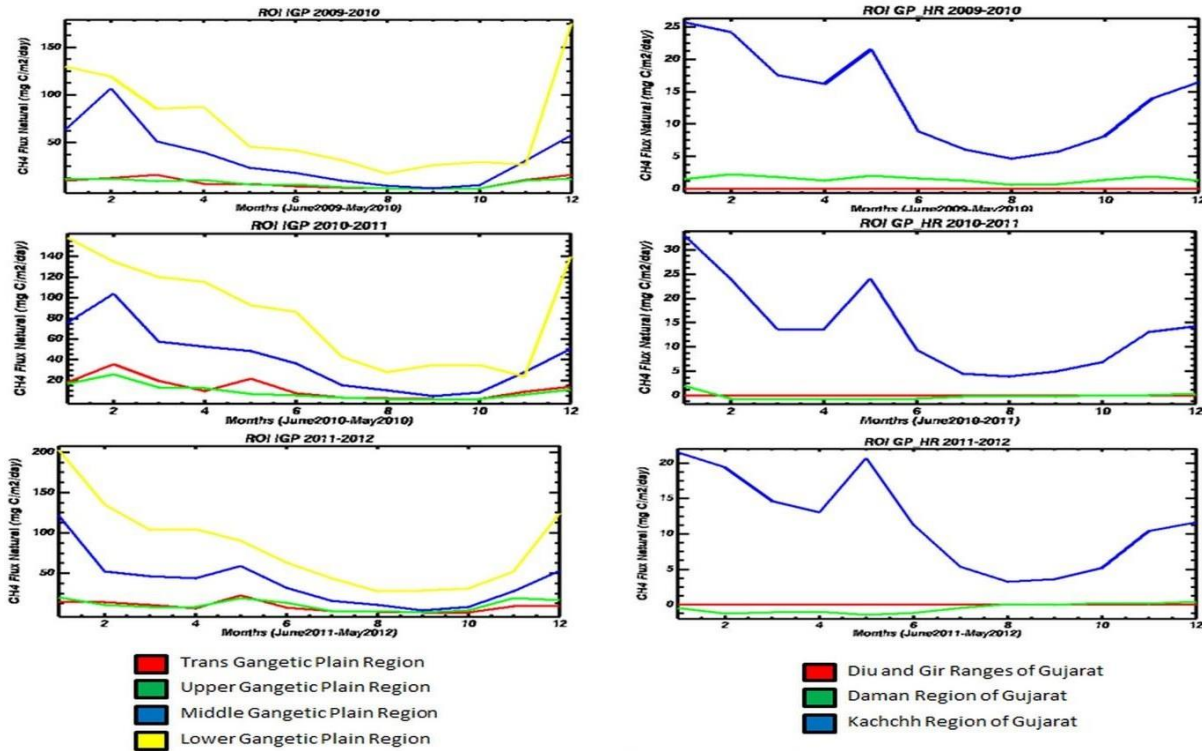 ROI IGP 2009-2010
CH4 Flux Natural (mg C/m2/day)
150
100
50
2 4 6 8 10 12
Months (June2009-May2010)
ROI IGP 2010-2011
CH4 Flux Natural (mg C/m2/day)
140
120
100
80
60
40
20
2 4 6 8 10 12
Months (June2010-May2010)
ROI IGP 2011-2012
CH4 Flux Natural (mg C/m2/day)
200
150
100
50
2 4 6 8 10 12
Months (June2011-May2012)
Trans Gangetic Plain Region
Upper Gangetic Plain Region
Middle Gangetic Plain Region
Lower Gangetic Plain Region
ROI GP_HR 2009-2010
CH4 Flux Natural (mg C/m2/day)
25
20
15
10
5
0
2 4 6 8 10 12
Months (June2009-May2010)
ROI GP_HR 2010-2011
CH4 Flux Natural (mg C/m2/day)
30
25
20
15
10
5
0
2 4 6 8 10 12
Months (June2010-2011)
ROI GP_HR 2011-2012
CH4 Flux Natural (mg C/m2/day)
20
15
10
5
0
2 4 6 8 10 12
Months (June2011-May2012)
Diu and Gir Ranges of Gujarat
Daman Region of Gujarat
Kachchh Region of Gujarat